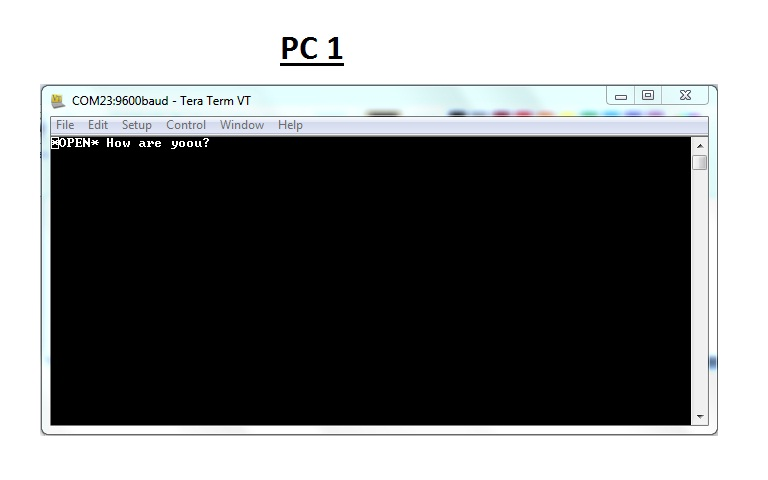 PC 1
COM23:9600baud - Tera Term VT
File Edit Setup Control Window Help
*OPEN* How are yoou?